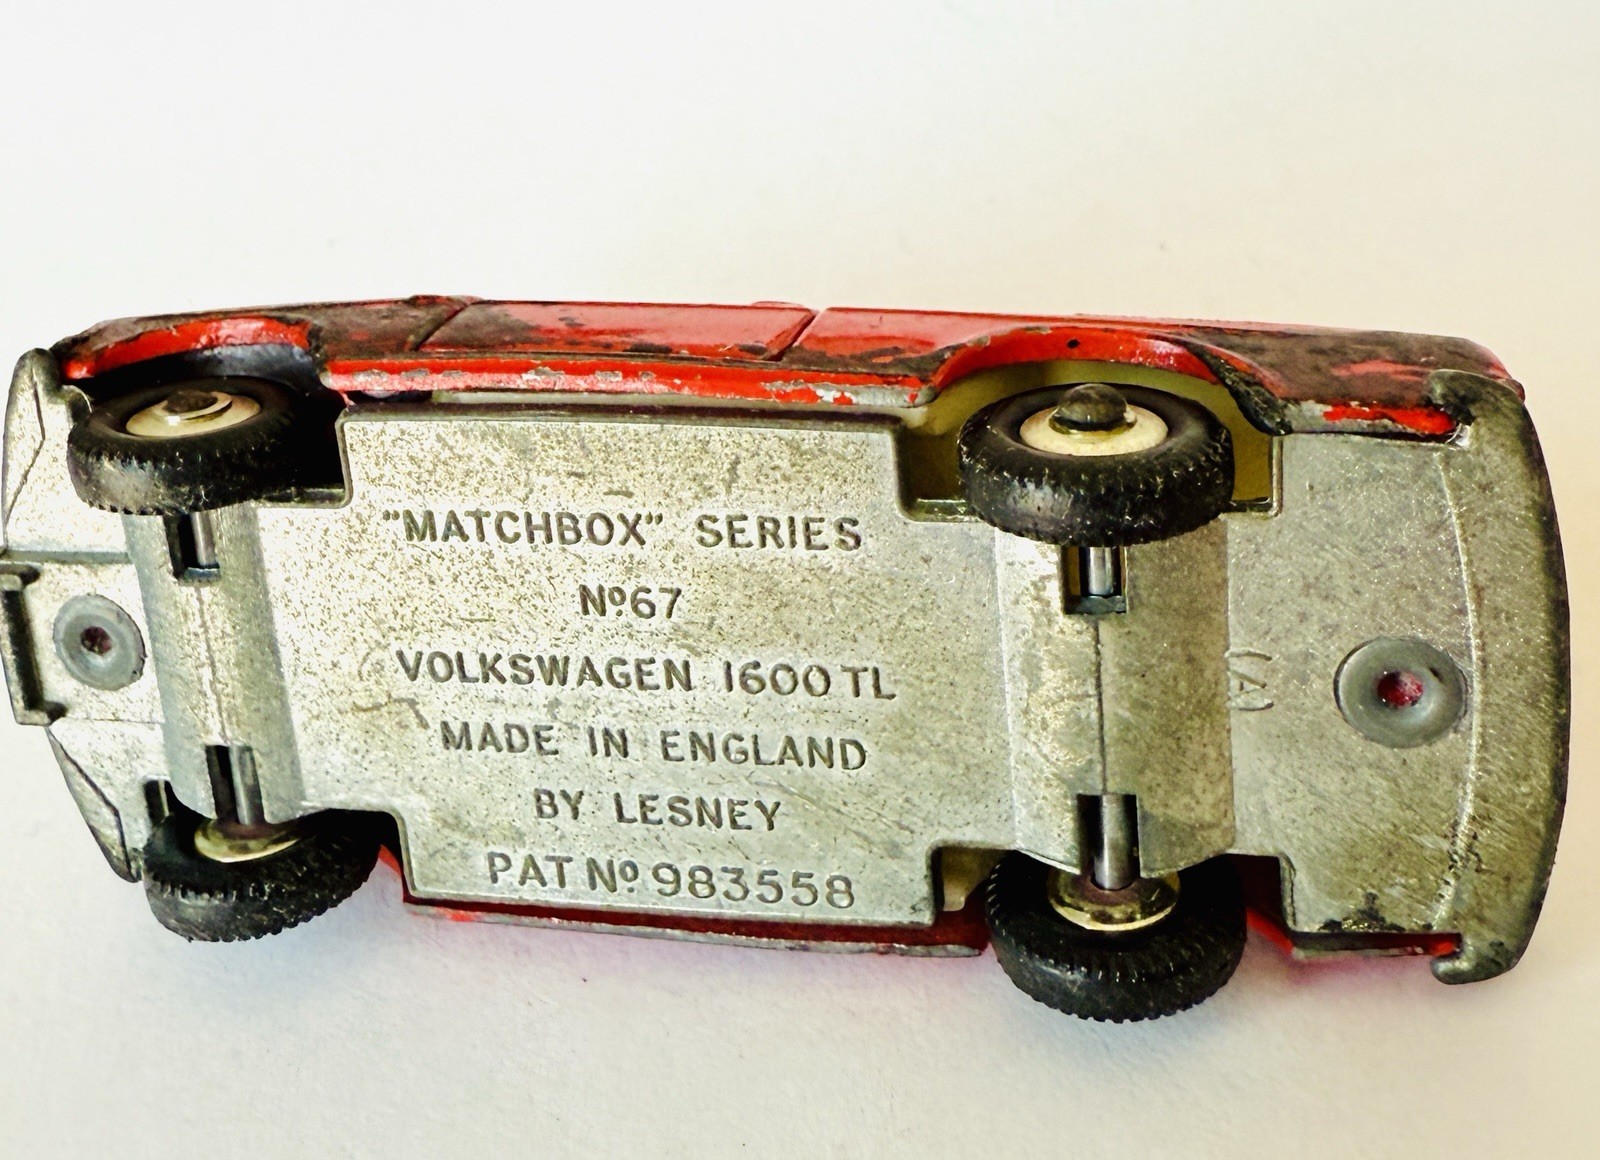 "MATCHBOX" SERIES
Nº67
VOLKSWAGEN 1600 TL
MADE IN ENGLAND
BY LESNEY
PAT Nº 983558
(A)